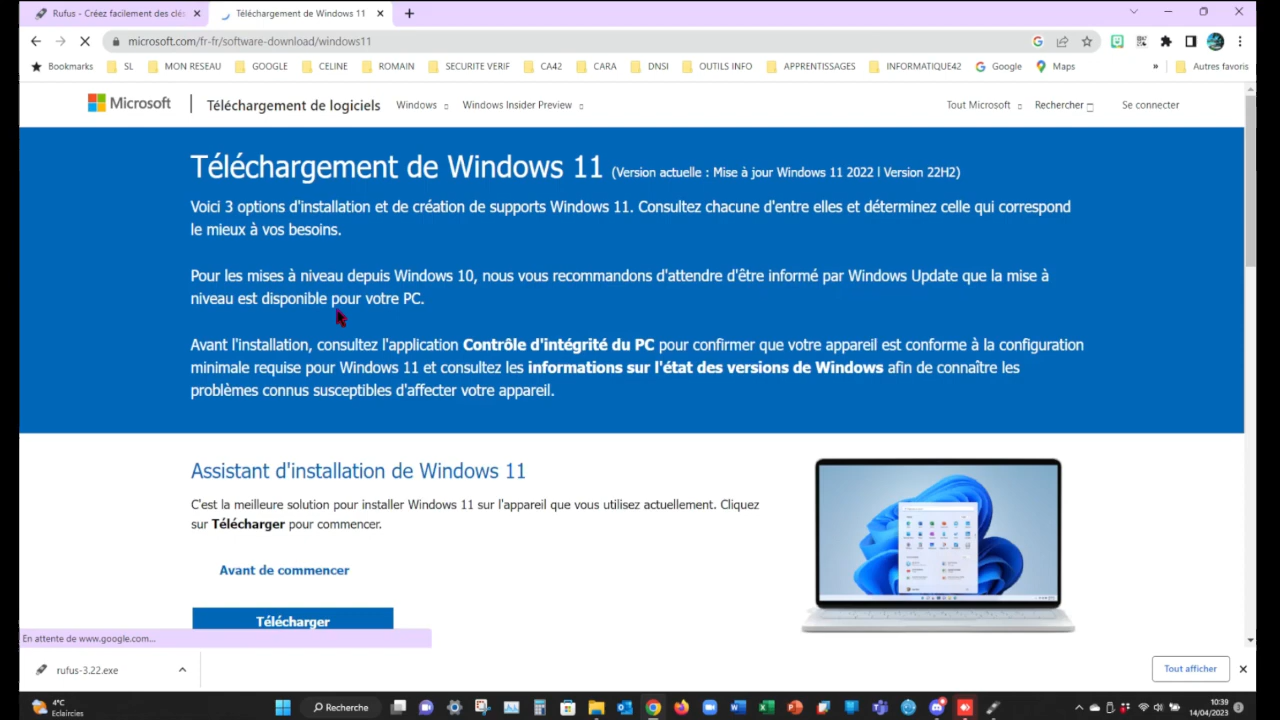 Rufus - Créez facilement des clés
Téléchargement de Windows 11
microsoft.com/fr-fr/software-download/windows11
Bookmarks
SL
MON RESEAU
GOOGLE
CELINE
ROMAIN
SECURITE VERIF
CA42
CARA
DNSI
OUTILS INFO
APPRENTISSAGES
INFORMATIQUE42
Google
Maps
»
Autres favoris
Microsoft
Téléchargement de logiciels
Windows
Windows Insider Preview
Tout Microsoft
Rechercher
Se connecter
Téléchargement de Windows 11 (Version actuelle : Mise à jour Windows 11 2022 l Version 22H2)
Voici 3 options d'installation et de création de supports Windows 11. Consultez chacune d'entre elles et déterminez celle qui correspond
le mieux à vos besoins.
Pour les mises à niveau depuis Windows 10, nous vous recommandons d'attendre d'être informé par Windows Update que la mise à
niveau est disponible pour votre PC.
Avant l'installation, consultez l'application Contrôle d'intégrité du PC pour confirmer que votre appareil est conforme à la configuration
minimale requise pour Windows 11 et consultez les informations sur l'état des versions de Windows afin de connaître les
problèmes connus susceptibles d'affecter votre appareil.
Assistant d'installation de Windows 11
C'est la meilleure solution pour installer Windows 11 sur l'appareil que vous utilisez actuellement. Cliquez
sur Télécharger pour commencer.
Avant de commencer
Télécharger
En attente de www.google.com...
rufus-3.22.exe
Tout afficher
4°C
Eclaircies
Recherche
10:39
14/04/2023